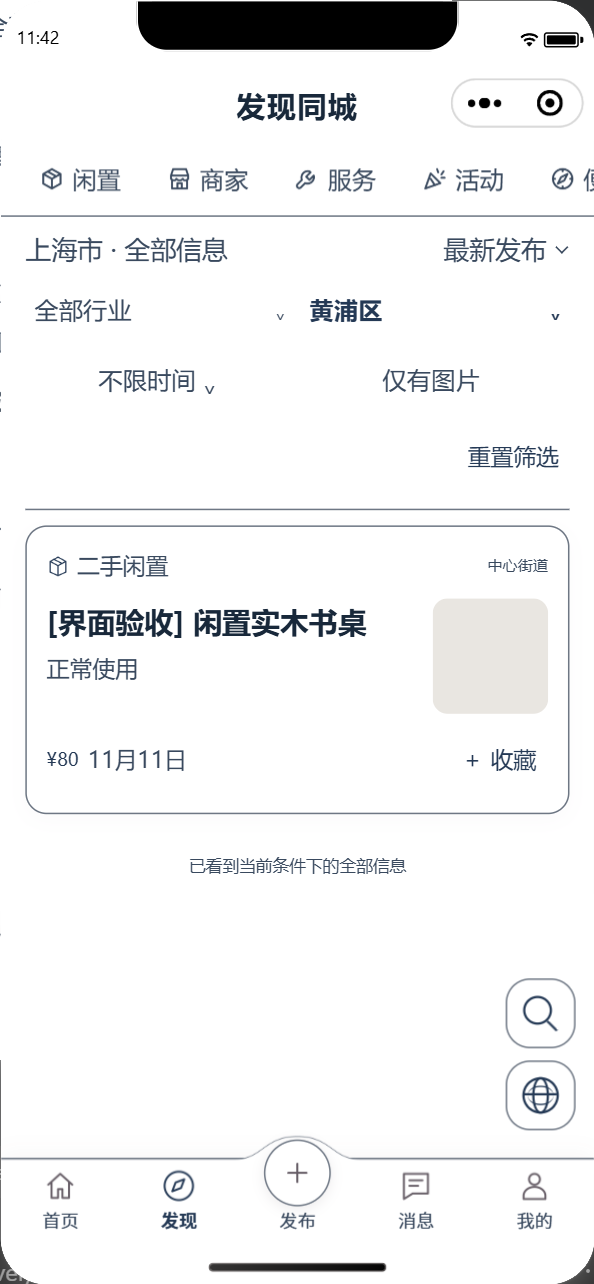 11:42
发现同城
闲置 商家 服务 活动
上海市 · 全部信息 最新发布
全部行业 黄浦区
不限时间 仅有图片
重置筛选
二手闲置 中心街道
[界面验收] 闲置实木书桌
正常使用
¥80 11月11日 + 收藏
已看到当前条件下的全部信息
首页 发现 发布 消息 我的